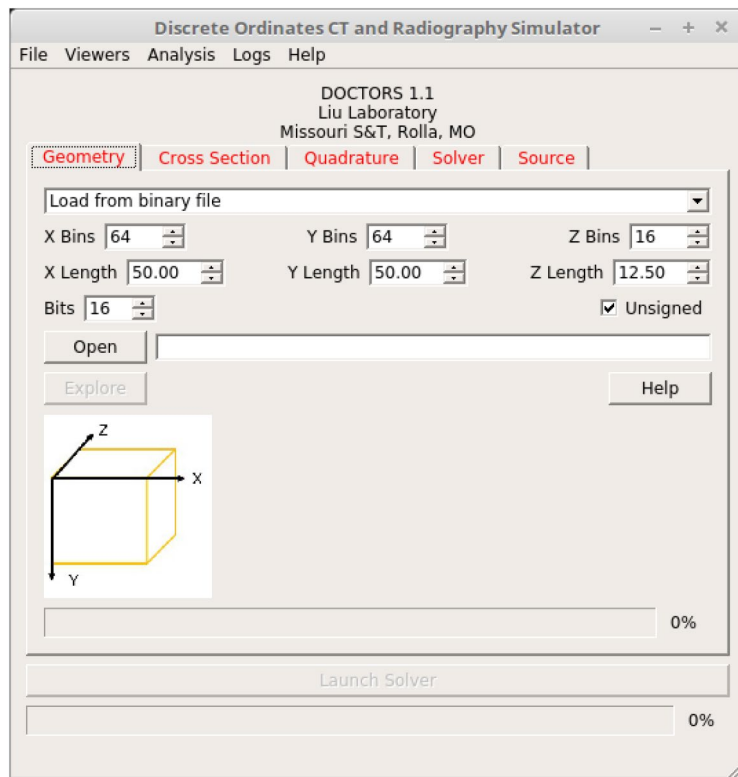 Discrete Ordinates CT and Radiography Simulator
File Viewers Analysis Logs Help
DOCTORS 1.1
Liu Laboratory
Missouri S&T, Rolla, MO
Geometry Cross Section Quadrature Solver Source
Load from binary file
X Bins 64 Y Bins 64 Z Bins 16
X Length 50.00 Y Length 50.00 Z Length 12.50
Bits 16 Unsigned
Open
Explore Help
Z
X
Y
0%
Launch Solver
0%